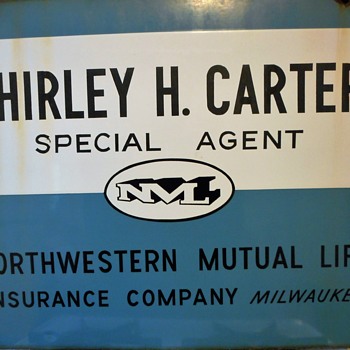 HIRLEY H. CARTER
SPECIAL AGENT
NML
ORTHWESTERN MUTUAL LIF
NSURANCE COMPANY MILWAUKE